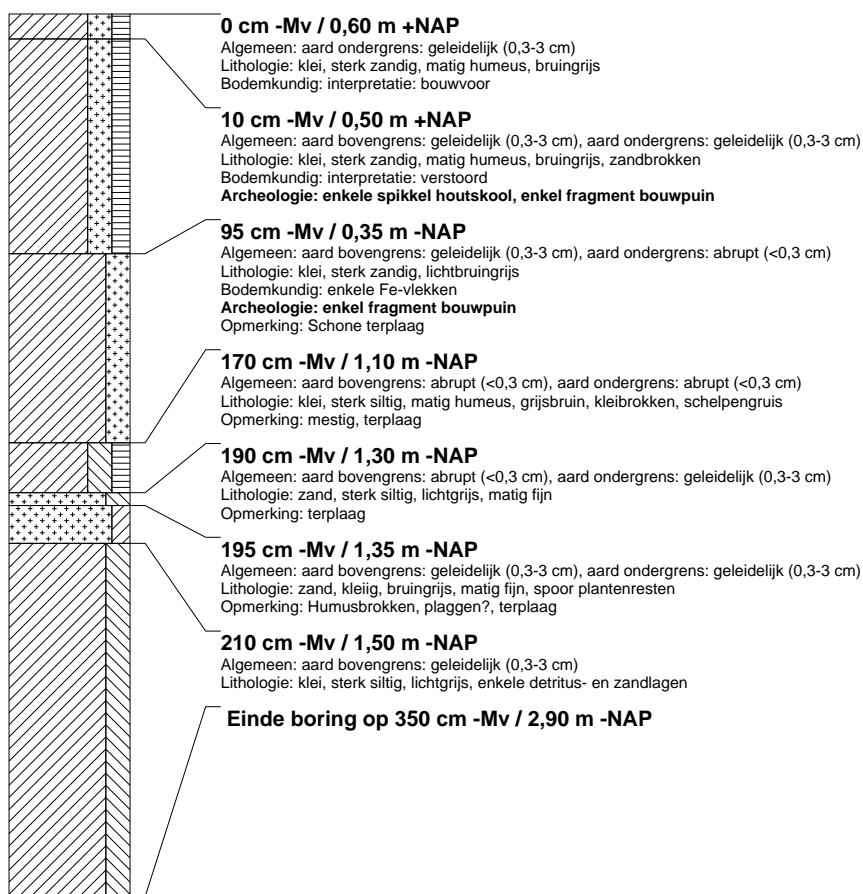 0 cm -Mv / 0,60 m +NAP
Algemeen: aard ondergrens: geleidelijk (0,3-3 cm)
Lithologie: klei, sterk zandig, matig humeus, bruingrijs
Bodemkundig: interpretatie: bouwvoor
10 cm -Mv / 0,50 m +NAP
Algemeen: aard bovengrens: geleidelijk (0,3-3 cm), aard ondergrens: geleidelijk (0,3-3 cm)
Lithologie: klei, sterk zandig, matig humeus, bruingrijs, zandbrokken
Bodemkundig: interpretatie: verstoord
Archeologie: enkele spikkel houtskool, enkel fragment bouwpuin
95 cm -Mv / 0,35 m -NAP
Algemeen: aard bovengrens: geleidelijk (0,3-3 cm), aard ondergrens: abrupt (<0,3 cm)
Lithologie: klei, sterk zandig, lichtbruingrijs
Bodemkundig: enkele Fe-vlekken
Archeologie: enkel fragment bouwpuin
Opmerking: Schone terplaag
170 cm -Mv / 1,10 m -NAP
Algemeen: aard bovengrens: abrupt (<0,3 cm), aard ondergrens: abrupt (<0,3 cm)
Lithologie: klei, sterk siltig, matig humeus, grijsbruin, kleibrokken, schelpengruis
Opmerking: mestig, terplaag
190 cm -Mv / 1,30 m -NAP
Algemeen: aard bovengrens: abrupt (<0,3 cm), aard ondergrens: geleidelijk (0,3-3 cm)
Lithologie: zand, sterk siltig, lichtgrijs, matig fijn
Opmerking: terplaag
195 cm -Mv / 1,35 m -NAP
Algemeen: aard bovengrens: geleidelijk (0,3-3 cm), aard ondergrens: geleidelijk (0,3-3 cm)
Lithologie: zand, kleiig, bruingrijs, matig fijn, spoor plantenresten
Opmerking: Humusbrokken, plaggen?, terplaag
210 cm -Mv / 1,50 m -NAP
Algemeen: aard bovengrens: geleidelijk (0,3-3 cm)
Lithologie: klei, sterk siltig, lichtgrijs, enkele detritus- en zandlagen
Einde boring op 350 cm -Mv / 2,90 m -NAP